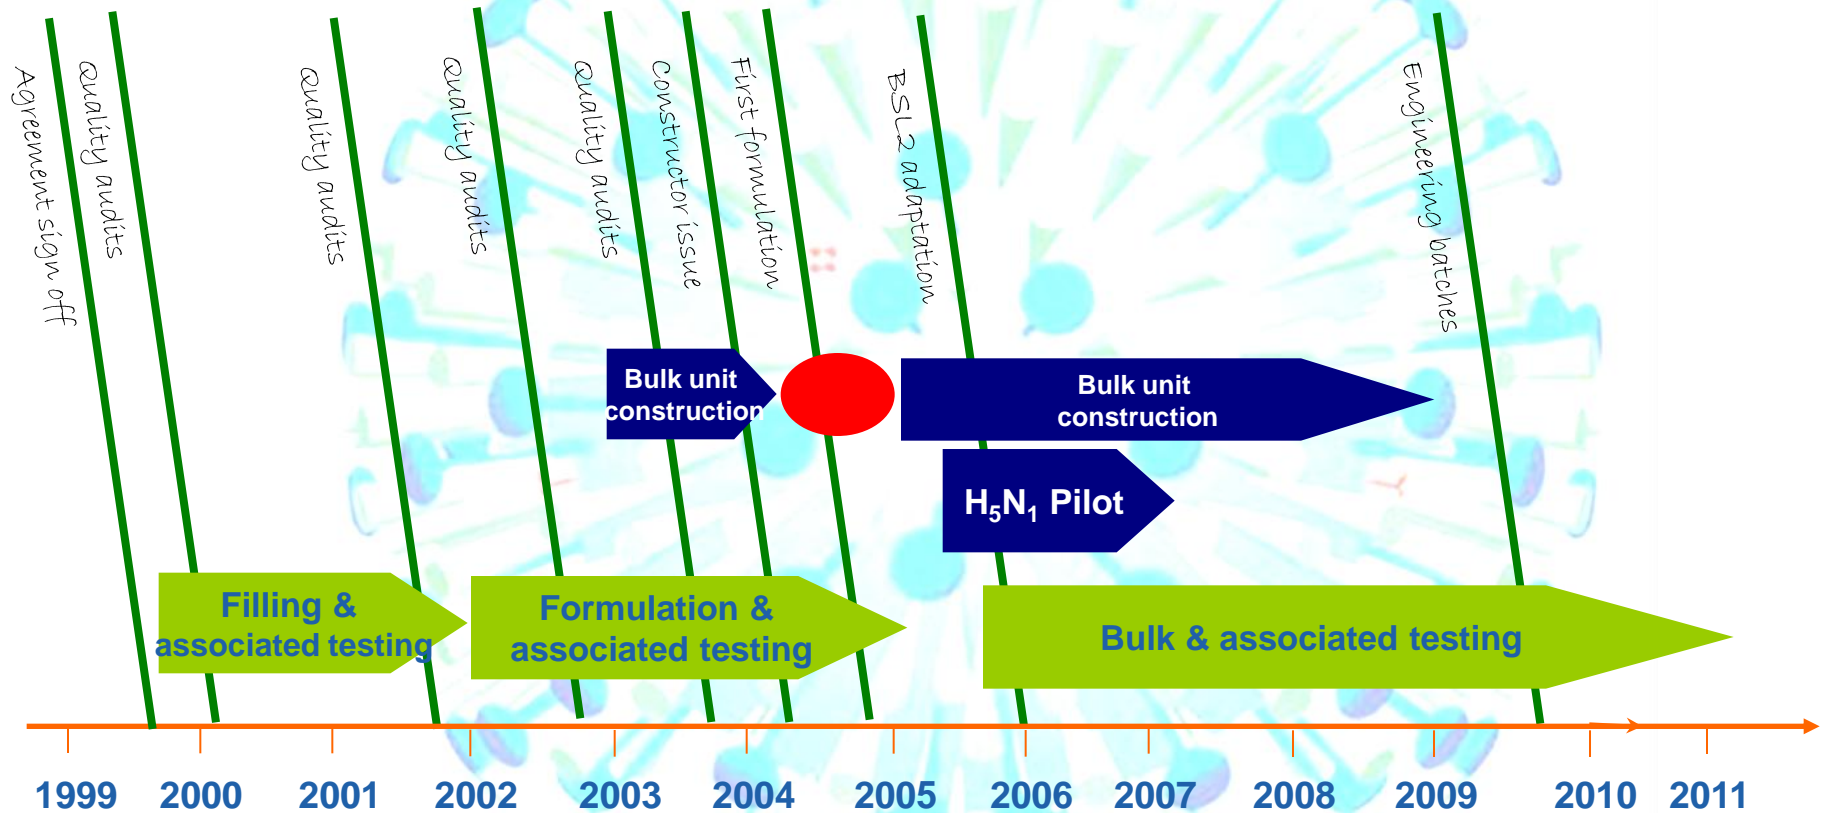 Agreement sign off
Quality audits
Quality audits
Quality audits
Quality audits
Constructor issue
First formulation
BSL2 adaptation
Engineering batches
Bulk unit
construction
Bulk unit
construction
H₅N₁ Pilot
Filling &
associated testing
Formulation &
associated testing
Bulk & associated testing
1999 2000 2001 2002 2003 2004 2005 2006 2007 2008 2009 2010 2011